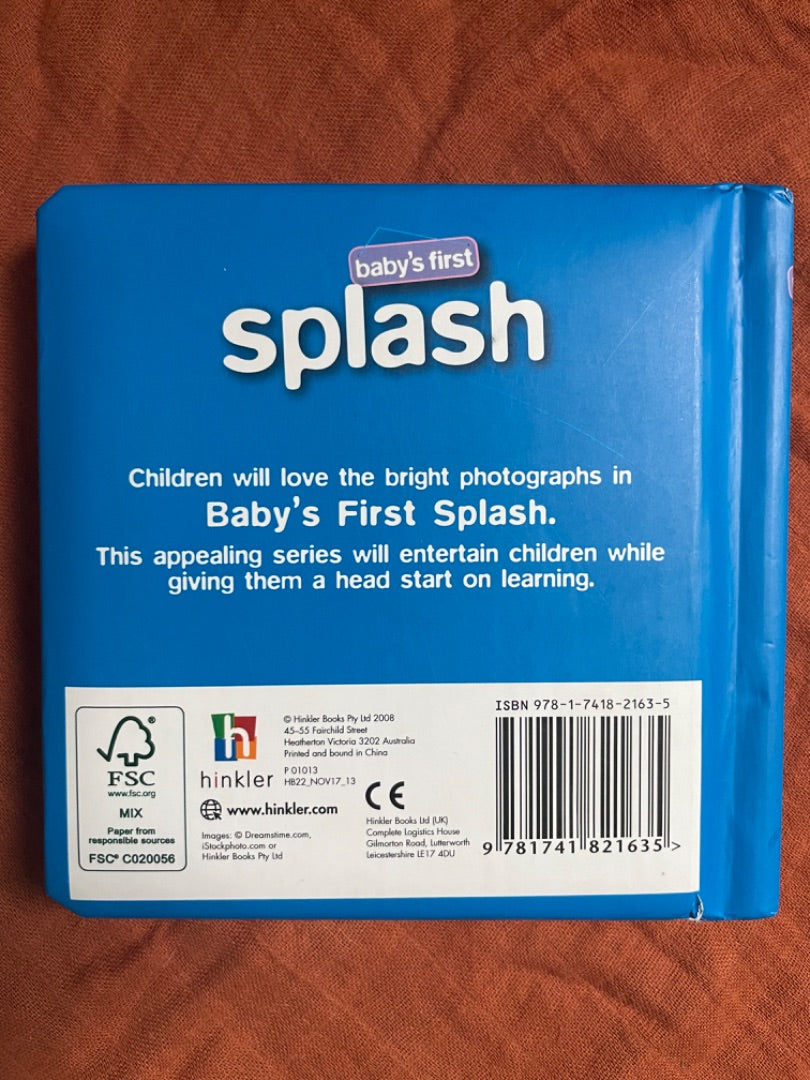 baby's first
splash
Children will love the bright photographs in
Baby's First Splash.
This appealing series will entertain children while
giving them a head start on learning.
FSC
www.fsc.org
MIX
Paper from
responsible sources
FSC® C020056
h
hinkler
www.hinkler.com
Images: © Dreamstime.com,
iStockphoto.com or
Hinkler Books Pty Ltd
© Hinkler Books Pty Ltd 2008
45–55 Fairchild Street
Heatherton Victoria 3202 Australia
Printed and bound in China
P 01013
HB22_NOV17_13
CE
Hinkler Books Ltd (UK)
Complete Logistics House
Gilmorton Road, Lutterworth
Leicestershire LE17 4DU
ISBN 978-1-7418-2163-5
9 781741 821635 >